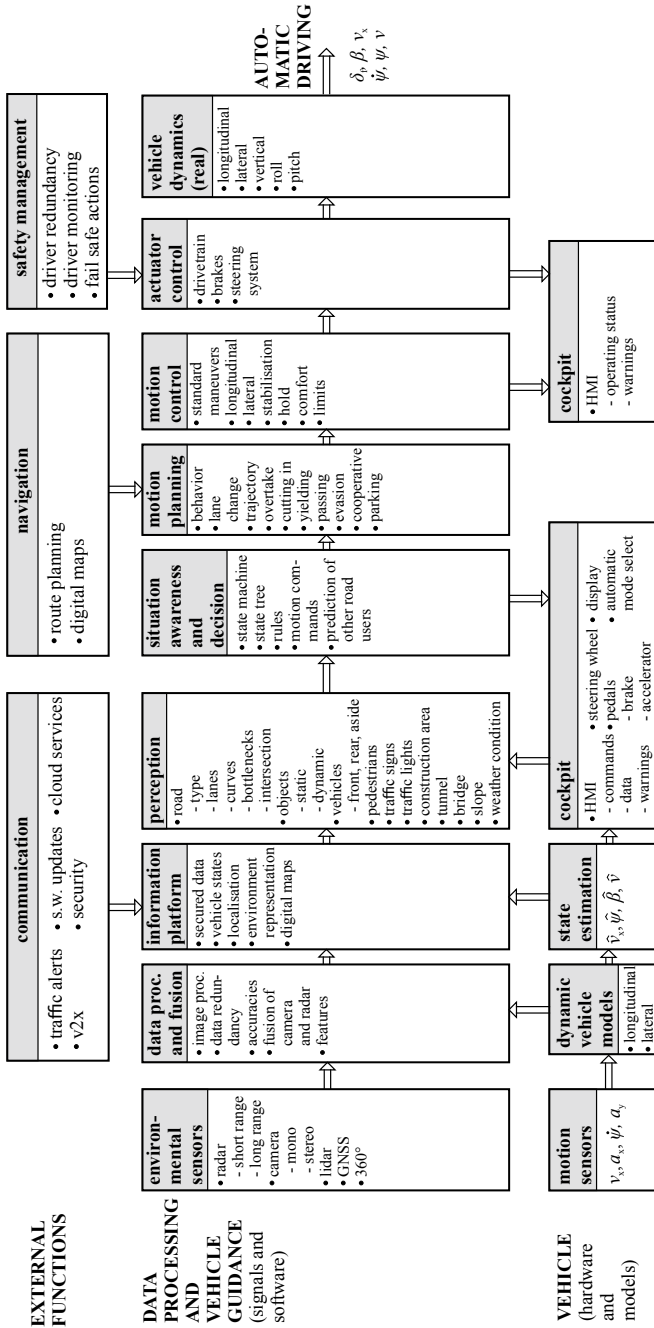 EXTERNAL
FUNCTIONS
communication
• traffic alerts • s.w. updates • cloud services
• v2x • security
navigation
• route planning
• digital maps
safety management
• driver redundancy
• driver monitoring
• fail safe actions
DATA
PROCESSING
AND
VEHICLE
GUIDANCE
(signals and
software)
environ-
mental
sensors
• radar
- short range
- long range
• camera
- mono
- stereo
• lidar
• GNSS
• 360°
data proc.
and fusion
• image proc.
• data redun-
dancy
• accuracies
• fusion of
camera
and radar
• features
information
platform
• secured data
• vehicle states
• localisation
• environment
representation
• digital maps
perception
• road
- type
- lanes
- curves
- bottlenecks
- intersection
• objects
- static
- dynamic
• vehicles
- front, rear, aside
• pedestrians
• traffic signs
• traffic lights
• construction area
• tunnel
• bridge
• slope
• weather condition
situation
awareness
and
decision
• state machine
• state tree
• rules
• motion com-
mands
• prediction of
other road
users
motion
planning
• behavior
• lane
change
• trajectory
• overtake
• cutting in
• yielding
• passing
• evasion
• cooperative
• parking
motion
control
• standard
maneuvers
• longitudinal
• lateral
• stabilisation
• hold
• comfort
• limits
actuator
control
• drivetrain
• brakes
• steering
system
vehicle
dynamics
(real)
• longitudinal
• lateral
• vertical
• roll
• pitch
AUTO-
MATIC
DRIVING
δf, β, vx
ψ̇, ψ, v
VEHICLE
(hardware
and
models)
motion
sensors
vx, ax, ψ̇, ay
dynamic
vehicle
models
• longitudinal
• lateral
state
estimation
v̂x, ψ̂, β̂, v̂
cockpit
• HMI • steering wheel • display
- commands • pedals • automatic
- data - brake mode select
- warnings - accelerator
cockpit
• HMI
- operating status
- warnings